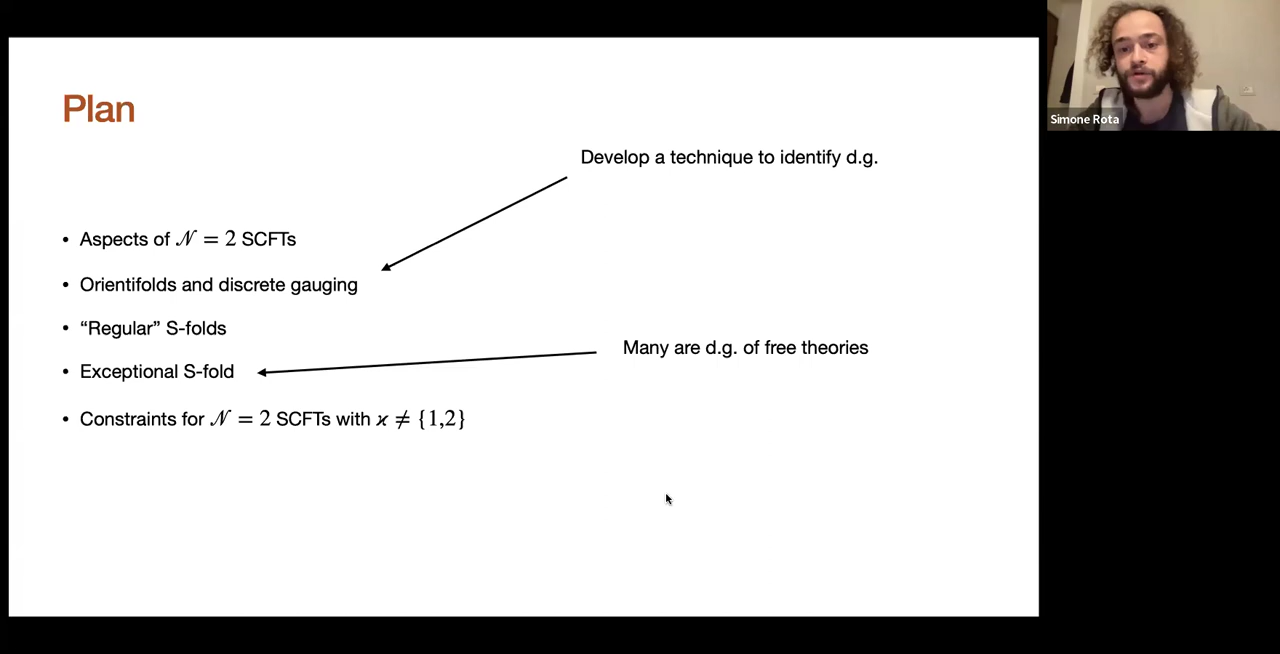 Plan
Develop a technique to identify d.g.
• Aspects of 𝒩 = 2 SCFTs
• Orientifolds and discrete gauging
• “Regular” S-folds
Many are d.g. of free theories
• Exceptional S-fold
• Constraints for 𝒩 = 2 SCFTs with ϰ ≠ {1,2}
Simone Rota